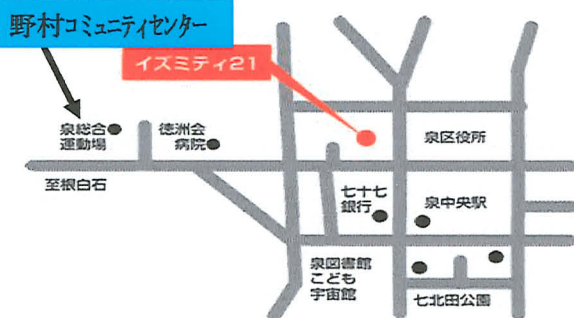 野村コミュニティセンター
イズミティ21
泉総合
運動場
徳洲会
病院
泉区役所
至根白石
七十七
銀行
泉中央駅
泉図書館
こども
宇宙館
七北田公園